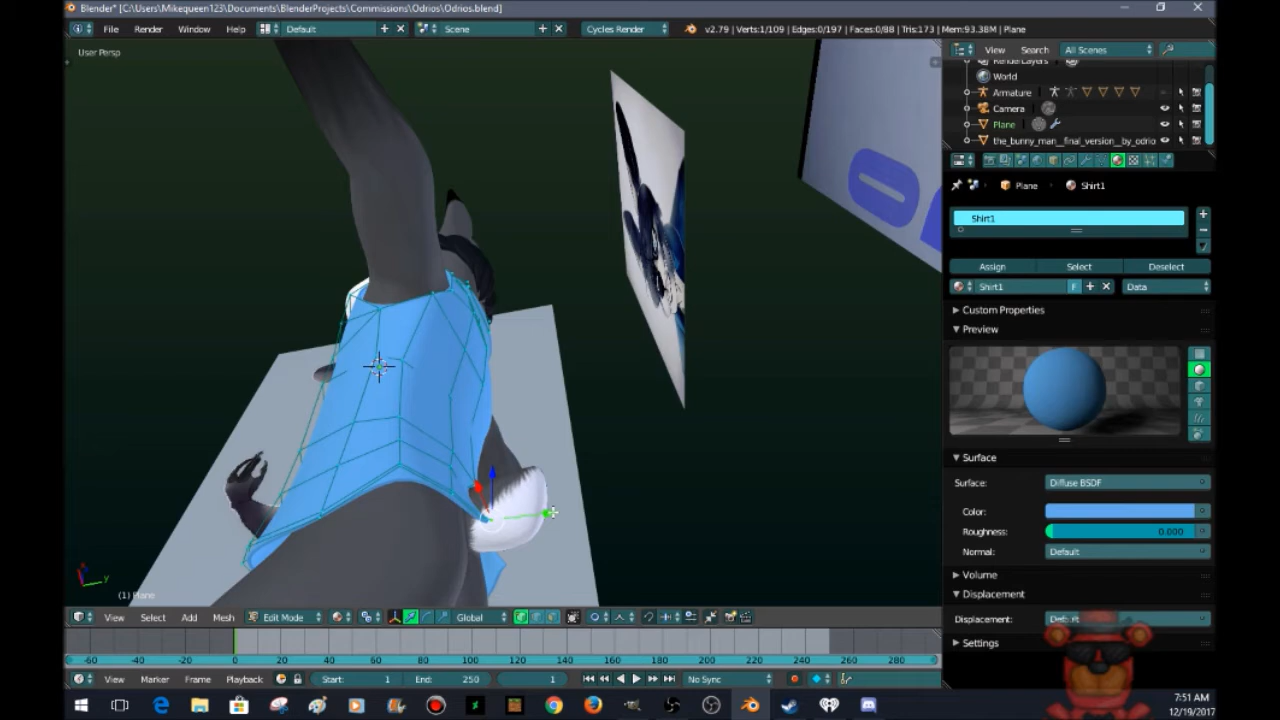 Blender* [C:\Users\Mikequeen123\Documents\BlenderProjects\Commissions\Odrios\Odrios.blend]
File Render Window Help Default Scene Cycles Render v2.79 | Verts:1/109 | Edges:0/197 | Faces:0/88 | Tris:173 | Mem:93.38M | Plane
View Search All Scenes
User Persp
RenderLayers
World
Armature
Camera
Plane
the_bunny_man__final_version__by_odrio
Plane Shirt1
Shirt1
Assign Select Deselect
Shirt1 F Data
Custom Properties
Preview
Surface
Surface: Diffuse BSDF
Color:
Roughness: 0.000
Normal: Default
Volume
Displacement
Displacement:
Settings
(1) Plane
View Select Add Mesh Edit Mode Global
-60 -40 -20 0 20 40 60 80 100 120 140 160 180 200 220 240 260 280
View Marker Frame Playback Start: 1 End: 250 1 No Sync
7:51 AM
12/19/2017